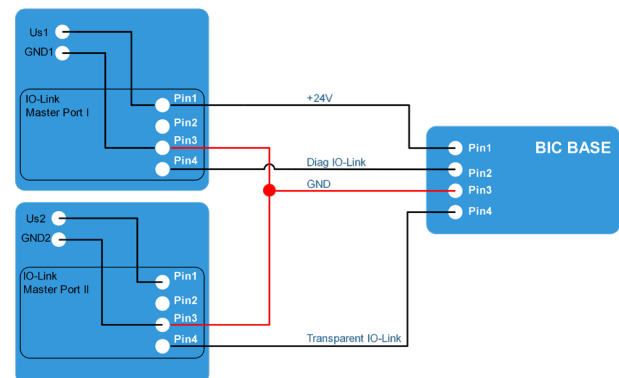 Us1
GND1
IO-Link
Master Port I
Pin1
Pin2
Pin3
Pin4
+24V
Diag IO-Link
GND
Transparent IO-Link
BIC BASE
Pin1
Pin2
Pin3
Pin4
Us2
GND2
IO-Link
Master Port II
Pin1
Pin2
Pin3
Pin4